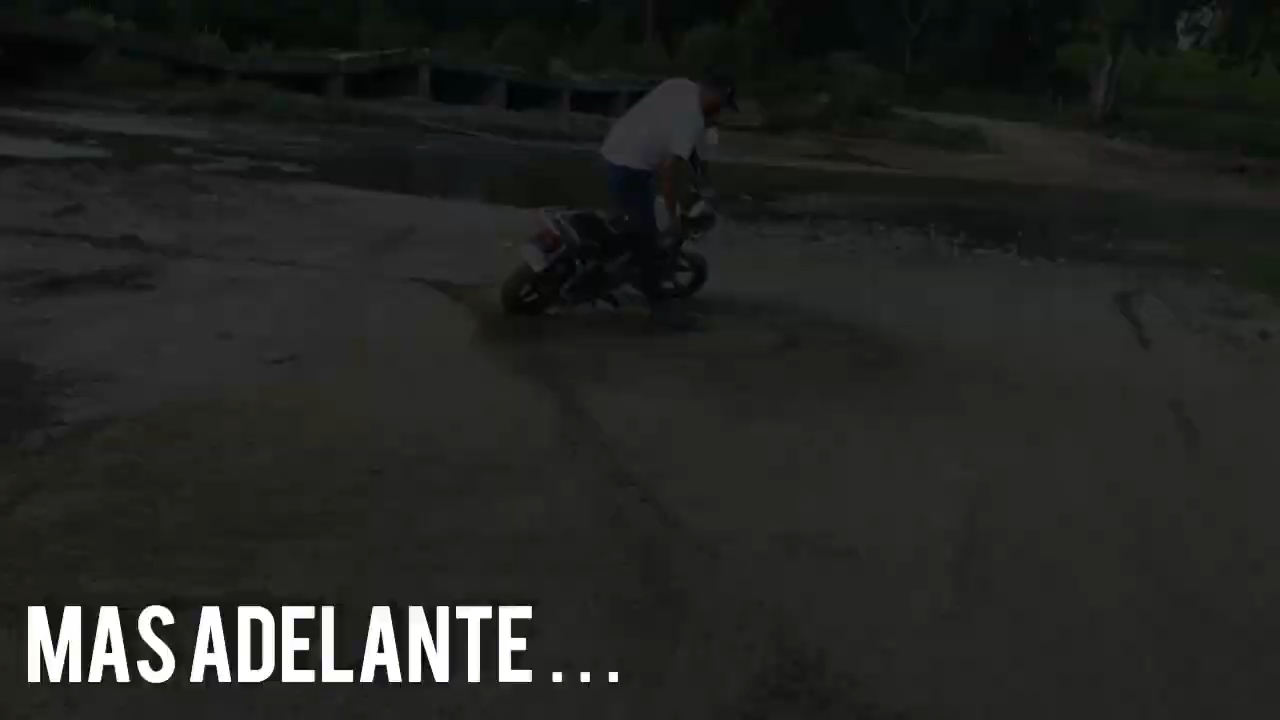 MAS ADELANTE . . .